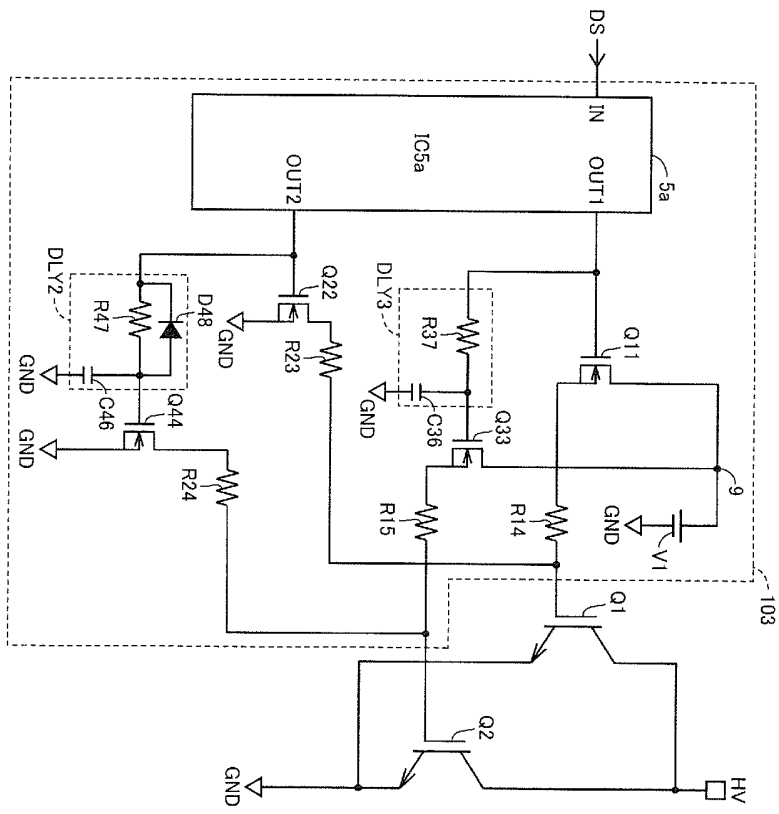 DS
IN
OUT1
5a
IC5a
OUT2
DLY2
D48
R47
GND
C46
Q44
GND
R24
Q22
GND
R23
DLY3
R37
GND
C36
Q33
R15
Q11
R14
9
GND
V1
103
Q1
Q2
GND
HV